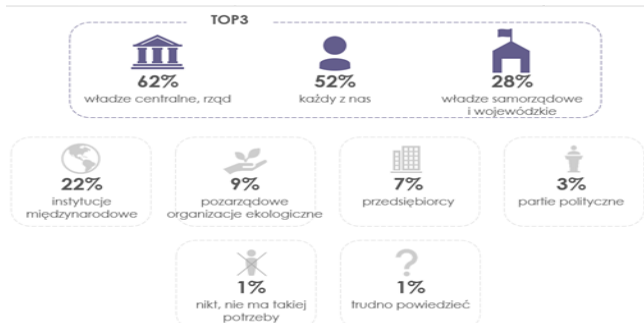 TOP3
62%
władze centralne, rząd
52%
każdy z nas
28%
władze samorządowe
i wojewódzkie
22%
instytucje
międzynarodowe
9%
pozarządowe
organizacje ekologiczne
7%
przedsiębiorcy
3%
partie polityczne
1%
nikt, nie ma takiej
potrzeby
?
1%
trudno powiedzieć